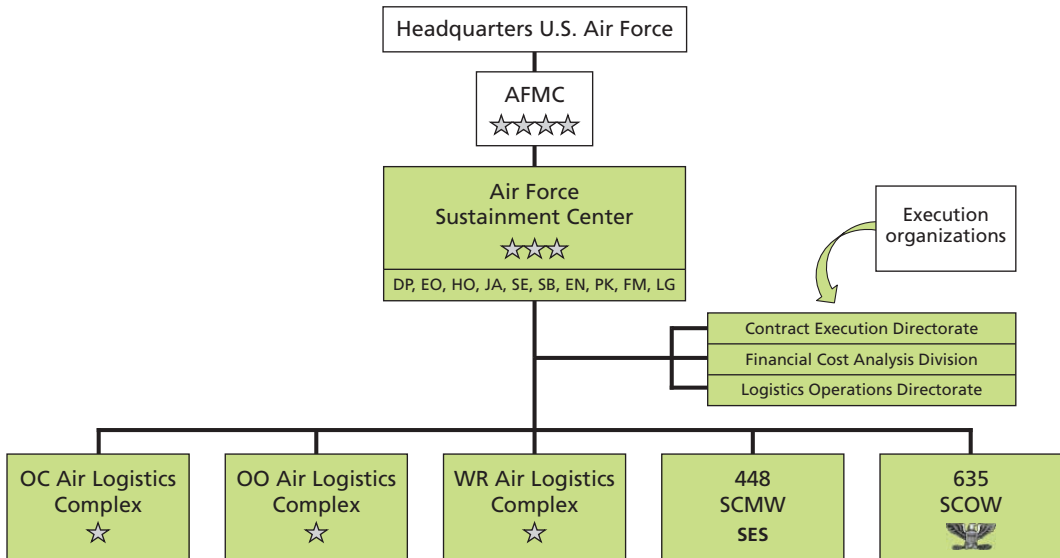 Headquarters U.S. Air Force
AFMC
Air Force
Sustainment Center
DP, EO, HO, JA, SE, SB, EN, PK, FM, LG
Execution
organizations
Contract Execution Directorate
Financial Cost Analysis Division
Logistics Operations Directorate
OC Air Logistics
Complex
OO Air Logistics
Complex
WR Air Logistics
Complex
448
SCMW
SES
635
SCOW